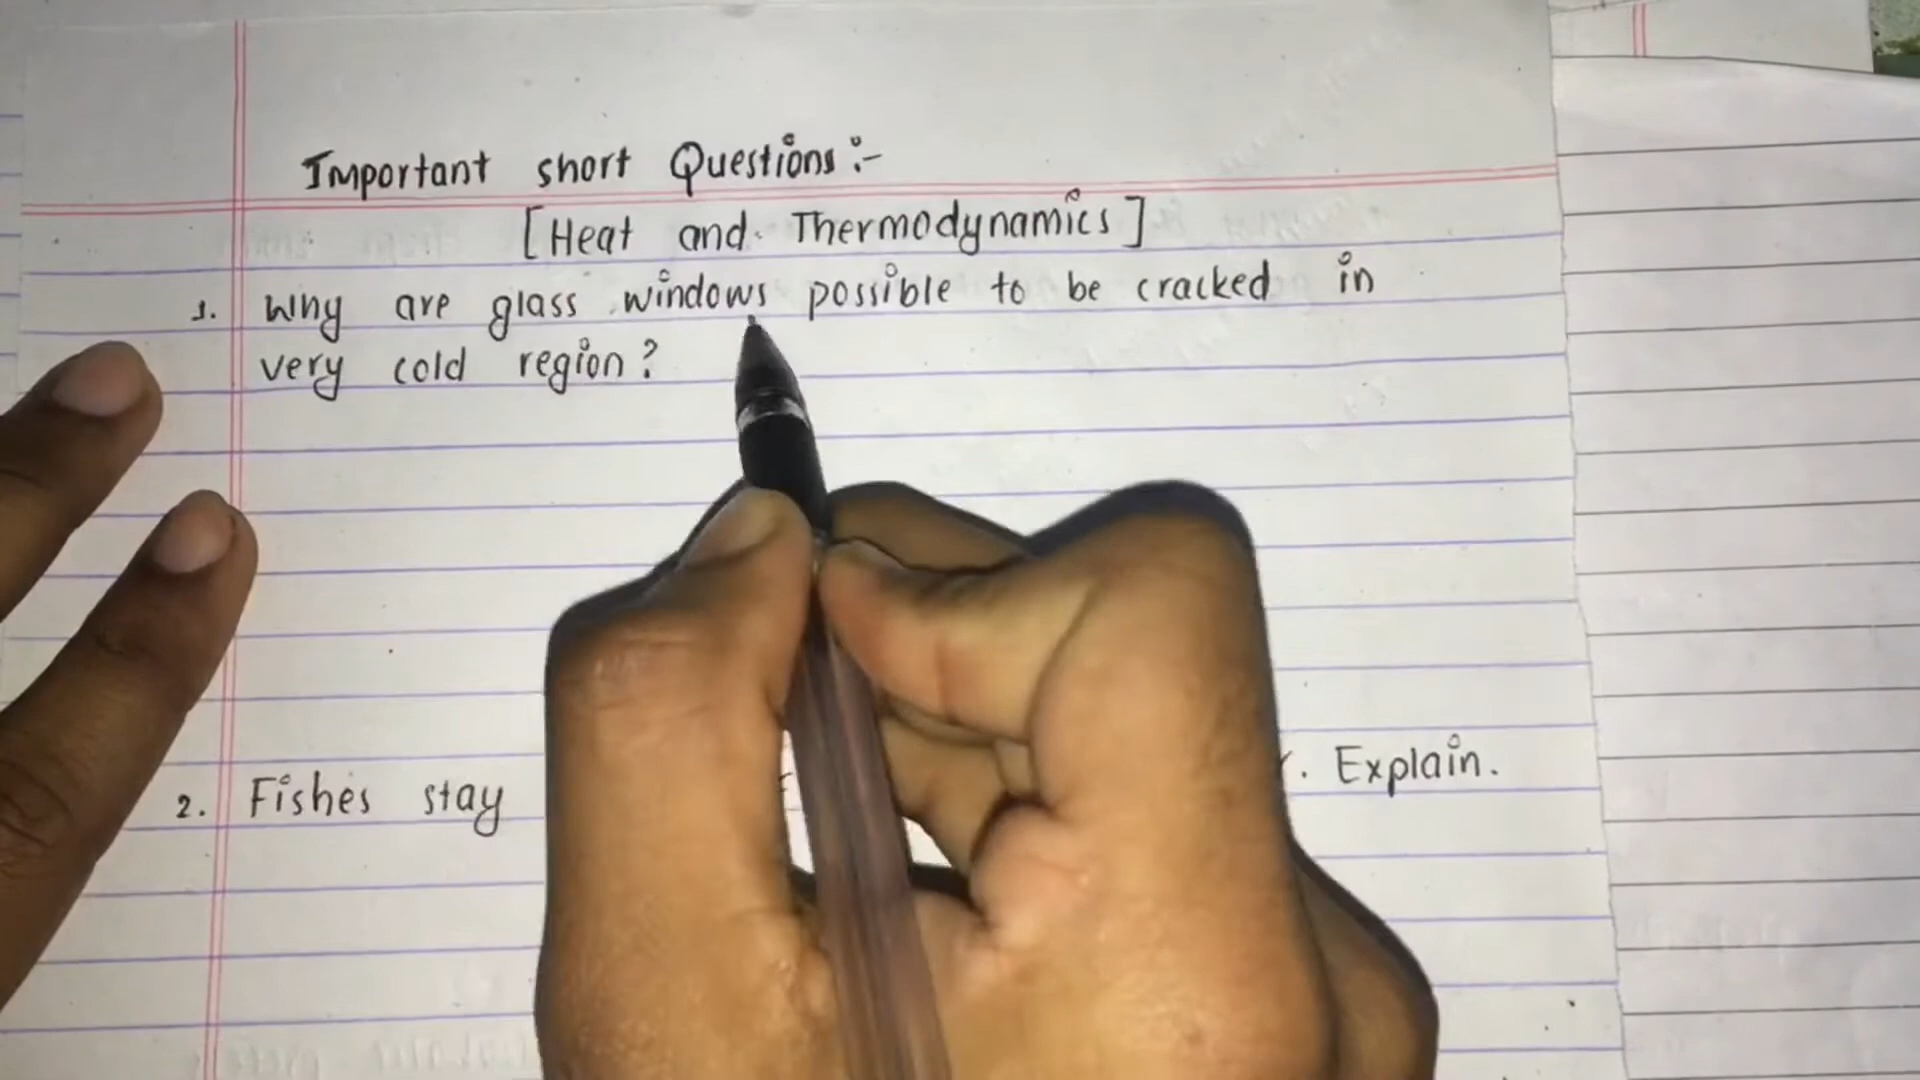 Important short Questions:-
[Heat and Thermodynamics]
1. Why are glass windows possible to be cracked in
very cold region?
2. Fishes stay . Explain.